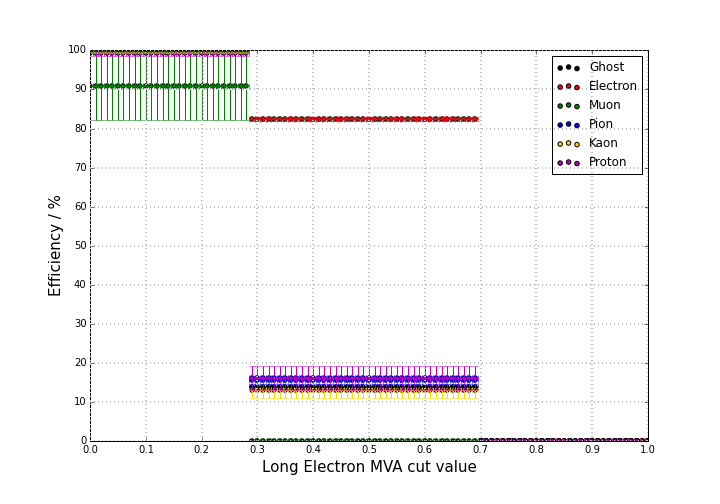 100
90
80
70
60
50
40
30
20
10
0
Efficiency / %
0.0 0.1 0.2 0.3 0.4 0.5 0.6 0.7 0.8 0.9 1.0
Long Electron MVA cut value
Ghost
Electron
Muon
Pion
Kaon
Proton